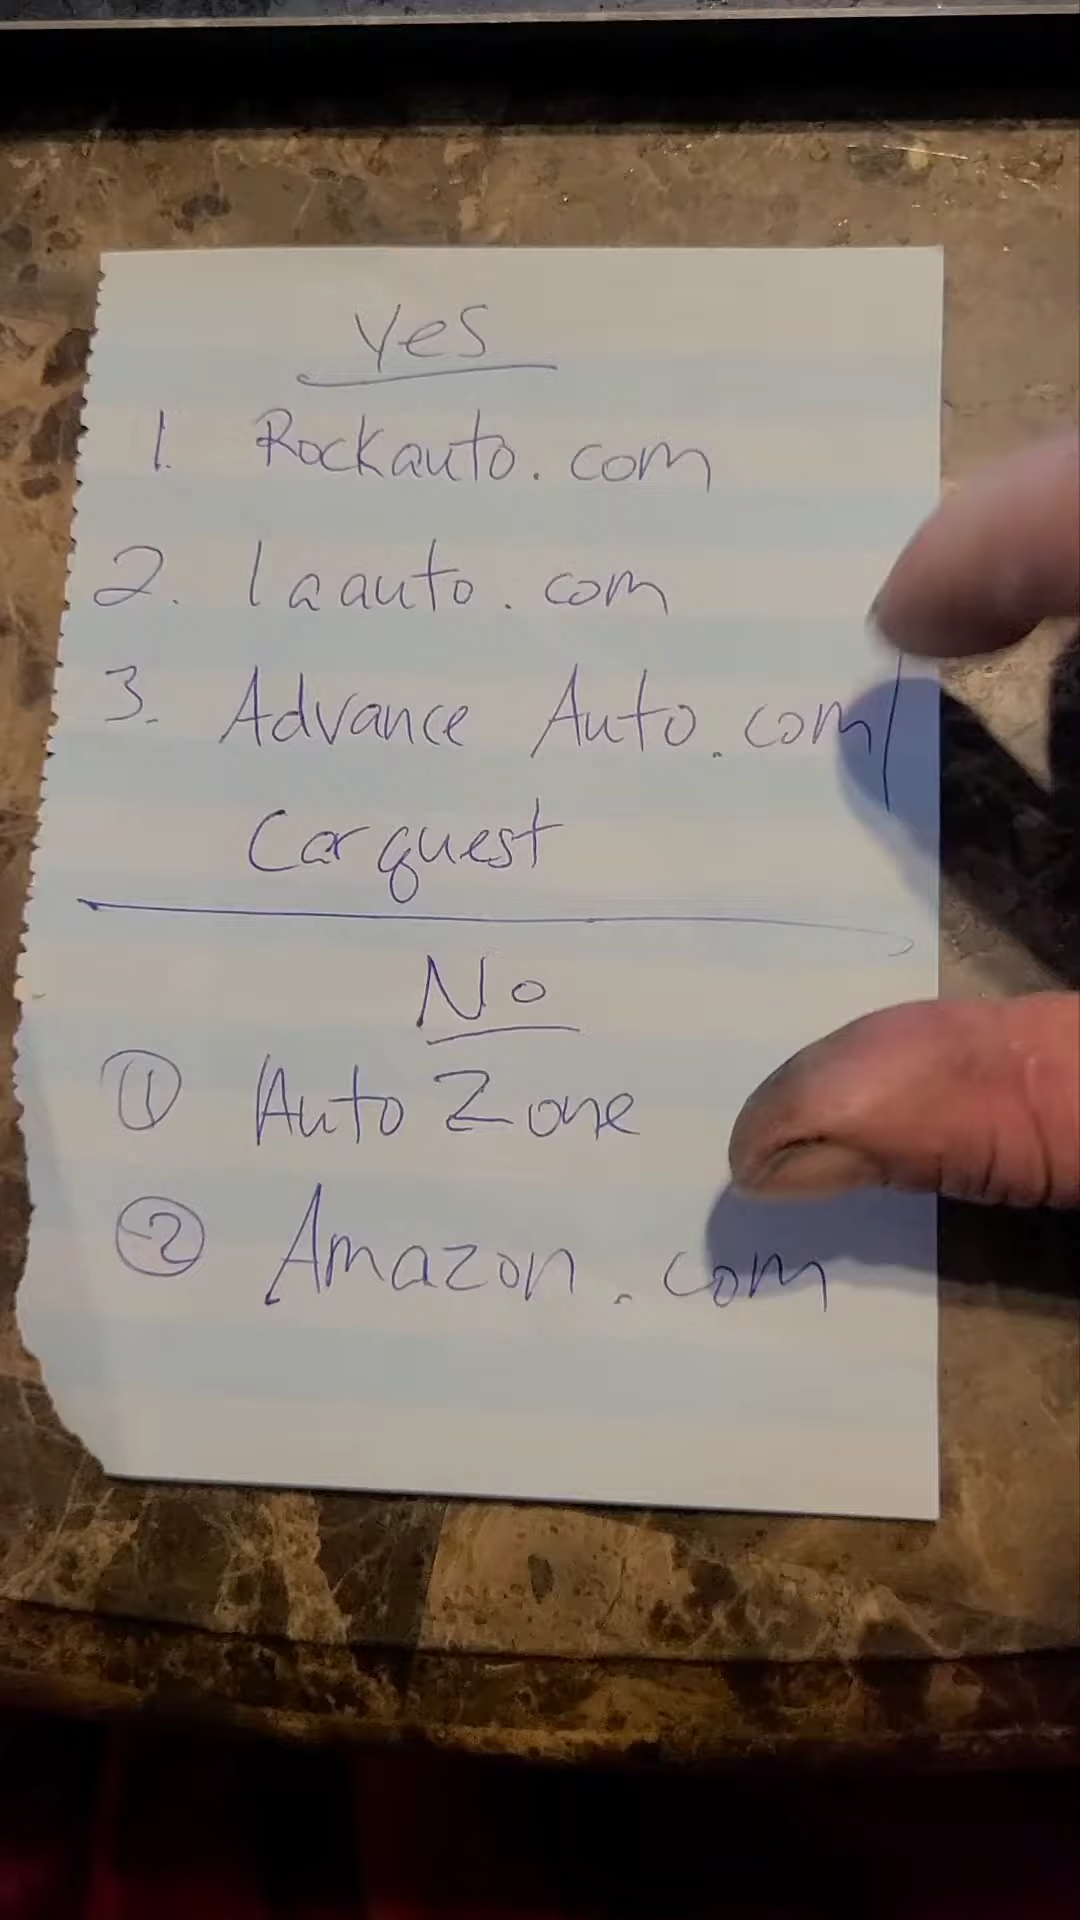 Yes
1. Rockauto.com
2. 1aauto.com
3. Advance Auto.com/
Carquest
No
① AutoZone
② Amazon.com